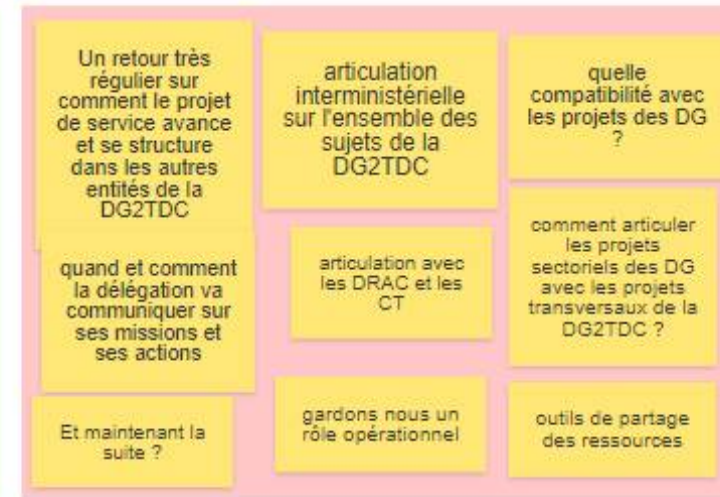 Un retour très
régulier sur
comment le projet
de service avance
et se structure
dans les autres
entités de la
DG2TDC
articulation
interministérielle
sur l'ensemble des
sujets de la
DG2TDC
quelle
compatibilité avec
les projets des DG
?
quand et comment
la délégation va
communiquer sur
ses missions et
ses actions
articulation avec
les DRAC et les
CT
comment articuler
les projets
sectoriels des DG
avec les projets
transversaux de la
DG2TDC ?
Et maintenant la
suite ?
gardons nous un
rôle opérationnel
outils de partage
des ressources